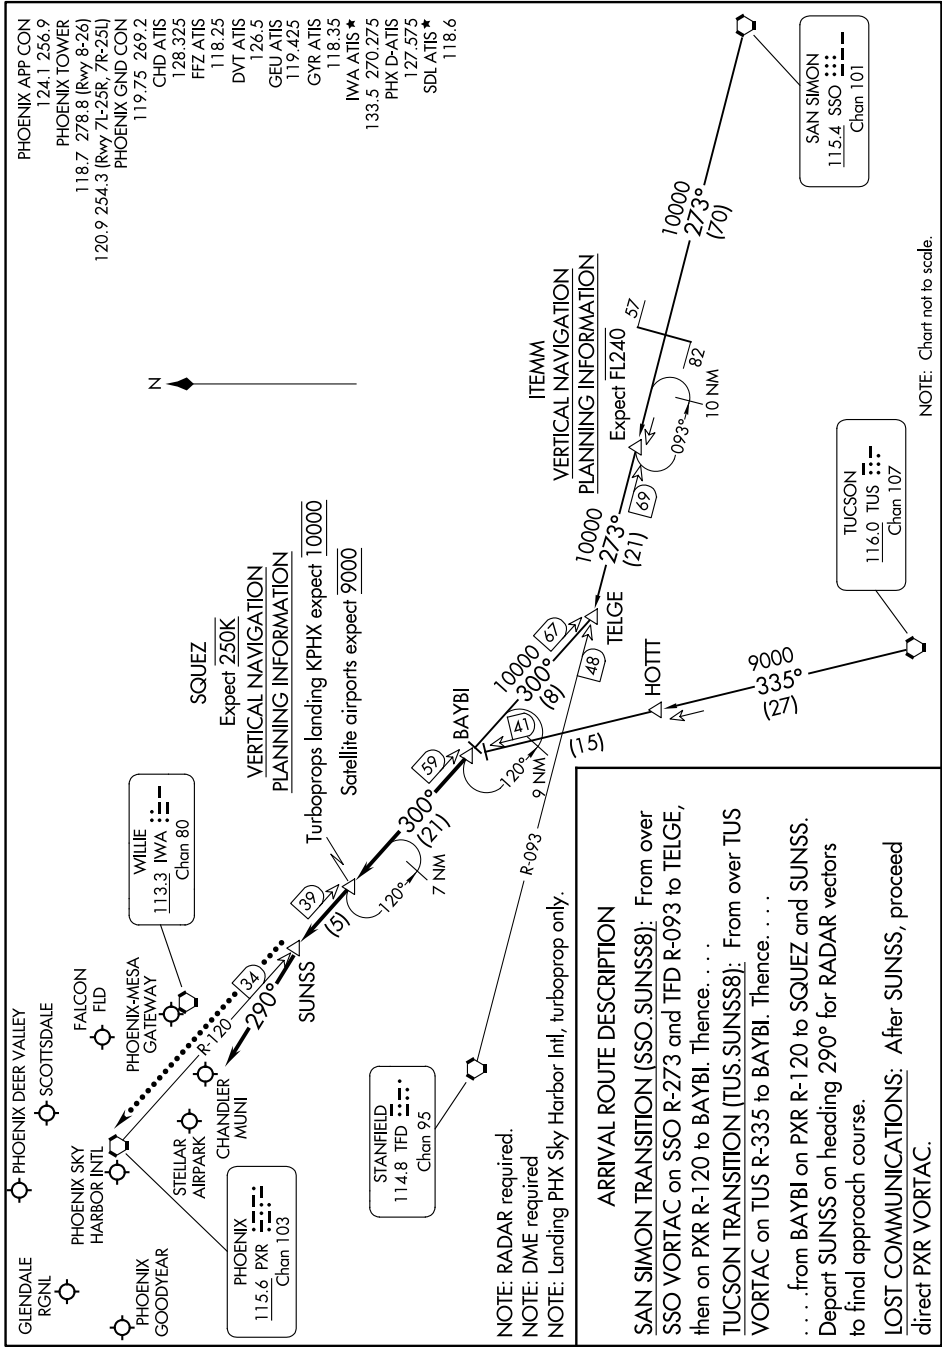 PHOENIX APP CON
124.1 256.9
PHOENIX TOWER
118.7 278.8 (Rwy 8-26)
120.9 254.3 (Rwy 7L-25R, 7R-25L)
PHOENIX GND CON
119.75 269.2
CHD ATIS
128.325
FFZ ATIS
118.25
DVT ATIS
126.5
GEU ATIS
119.425
GYR ATIS
118.35
IWA ATIS ★
133.5 270.275
PHX D-ATIS
127.575
SDL ATIS ★
118.6
GLENDALE
RGNL
PHOENIX DEER VALLEY
SCOTTSDALE
PHOENIX SKY
HARBOR INTL
FALCON
FLD
PHOENIX-MESA
GATEWAY
PHOENIX
GOODYEAR
STELLAR
AIRPARK
CHANDLER
MUNI
WILLIE
113.3 IWA
Chan 80
PHOENIX
115.6 PXR
Chan 103
R-120
34
290°
SUNSS
(5)
39
SQUEZ
Expect 250K
VERTICAL NAVIGATION
PLANNING INFORMATION
Turboprops landing KPHX expect 10000
Satellite airports expect 9000
120°
7 NM
300°
(21)
59
BAYBI
120°
9 NM
41
10000
300°
(8)
67
TELGE
48
R-093
STANFIELD
114.8 TFD
Chan 95
(15)
HOTTT
9000
335°
(27)
TUCSON
116.0 TUS
Chan 107
10000
273°
(21)
69
ITEMM
VERTICAL NAVIGATION
PLANNING INFORMATION
Expect FL240
093°
10 NM
57
82
10000
273°
(70)
SAN SIMON
115.4 SSO
Chan 101
N
NOTE: Chart not to scale.
NOTE: RADAR required.
NOTE: DME required
NOTE: Landing PHX Sky Harbor Intl, turboprop only.
ARRIVAL ROUTE DESCRIPTION
SAN SIMON TRANSITION (SSO.SUNSS8): From over
SSO VORTAC on SSO R-273 and TFD R-093 to TELGE,
then on PXR R-120 to BAYBI. Thence. . . .
TUCSON TRANSITION (TUS.SUNSS8): From over TUS
VORTAC on TUS R-335 to BAYBI. Thence. . . .
. . . .from BAYBI on PXR R-120 to SQUEZ and SUNSS.
Depart SUNSS on heading 290° for RADAR vectors
to final approach course.
LOST COMMUNICATIONS: After SUNSS, proceed
direct PXR VORTAC.